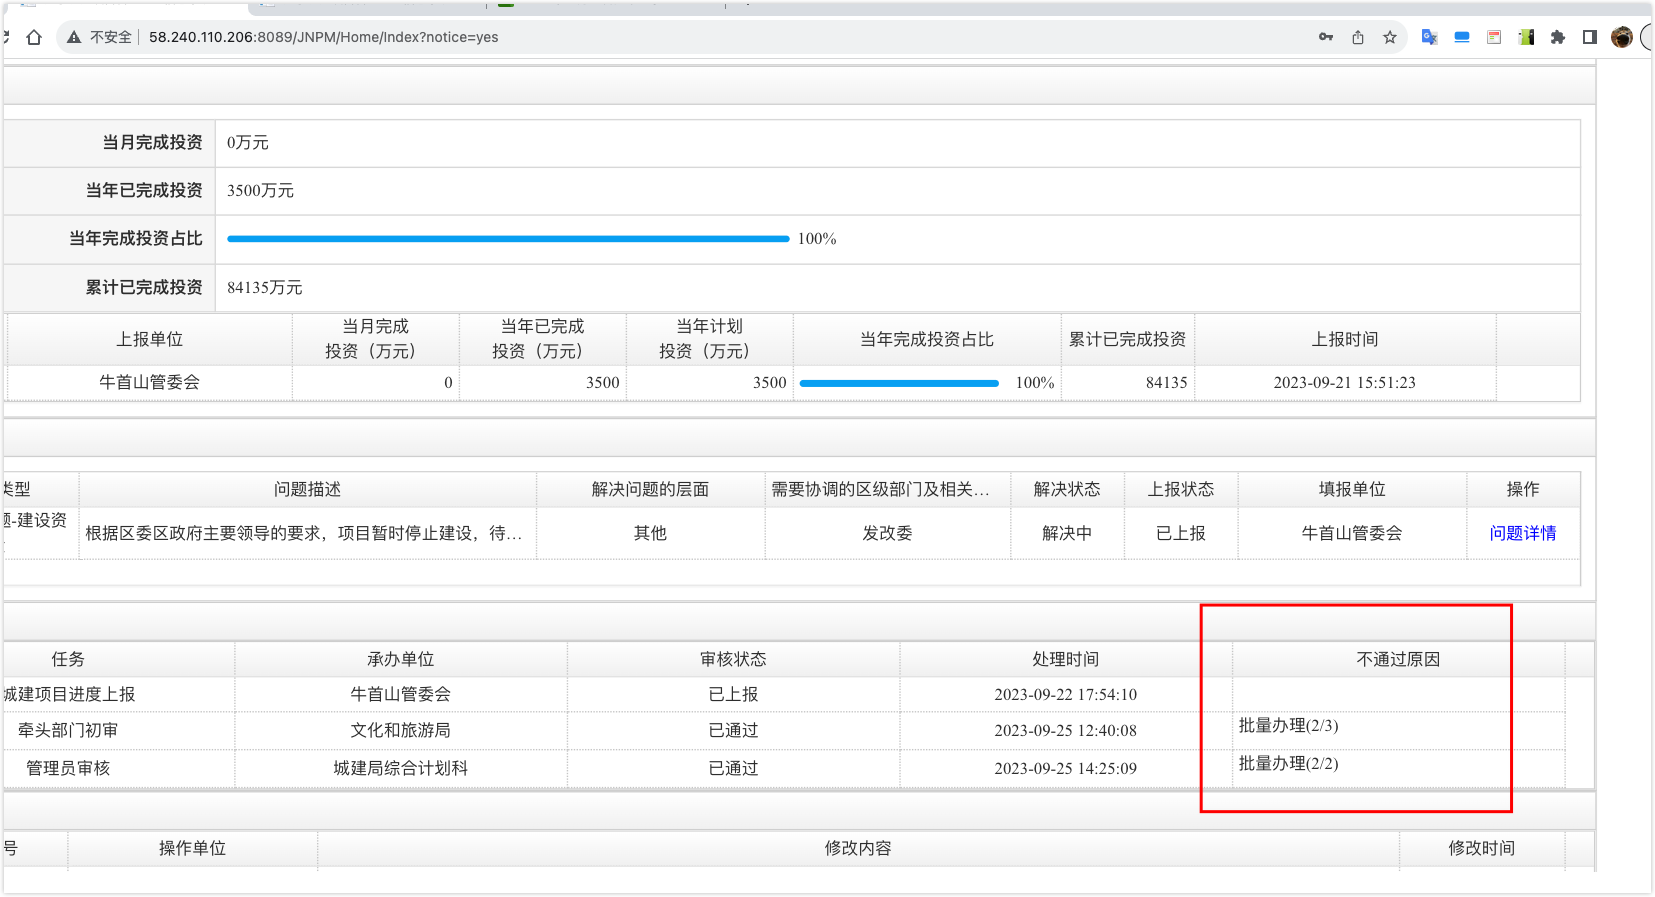 不安全 58.240.110.206:8089/JNPM/Home/Index?notice=yes
当月完成投资 0万元
当年已完成投资 3500万元
当年完成投资占比 100%
累计已完成投资 84135万元
上报单位 当月完成投资（万元） 当年已完成投资（万元） 当年计划投资（万元） 当年完成投资占比 累计已完成投资 上报时间
牛首山管委会 0 3500 3500 100% 84135 2023-09-21 15:51:23
类型 问题描述 解决问题的层面 需要协调的区级部门及相关... 解决状态 上报状态 填报单位 操作
题-建设资 根据区委区政府主要领导的要求，项目暂时停止建设，待... 其他 发改委 解决中 已上报 牛首山管委会 问题详情
任务 承办单位 审核状态 处理时间 不通过原因
城建项目进度上报 牛首山管委会 已上报 2023-09-22 17:54:10
牵头部门初审 文化和旅游局 已通过 2023-09-25 12:40:08 批量办理(2/3)
管理员审核 城建局综合计划科 已通过 2023-09-25 14:25:09 批量办理(2/2)
号 操作单位 修改内容 修改时间